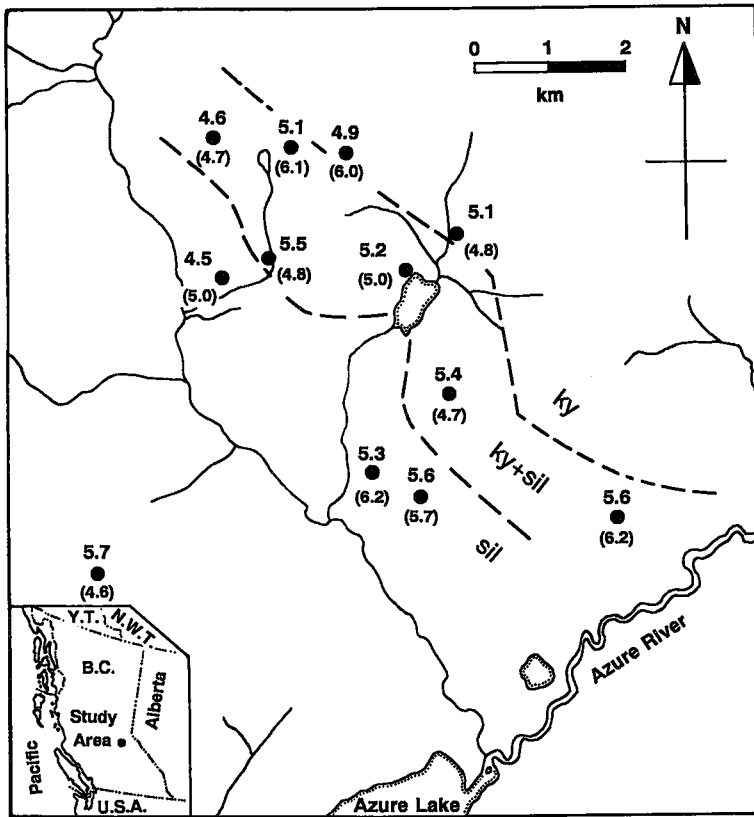 N
0 1 2
km
4.6
(4.7)
5.1
(6.1)
4.9
(6.0)
5.1
(4.8)
5.5
(4.8)
4.5
(5.0)
5.2
(5.0)
5.4
(4.7)
ky
ky+sil
5.3
(6.2)
5.6
(5.7)
sil
5.6
(6.2)
5.7
(4.6)
Azure River
Azure Lake
Y.T.
N.W.T
B.C.
Alberta
Study
Area
Pacific
U.S.A.